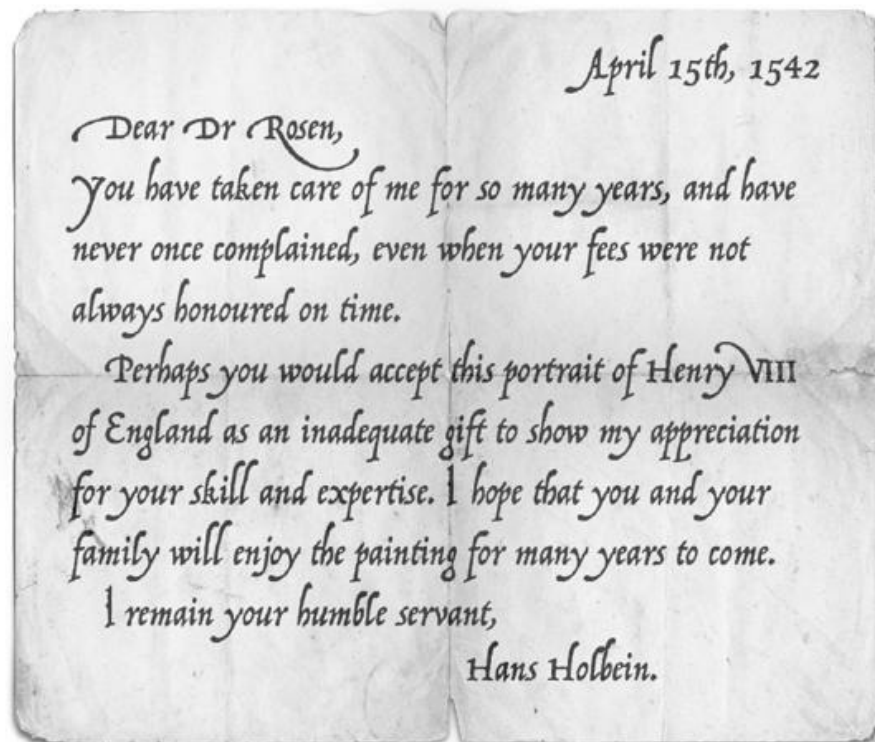 April 15th, 1542
Dear Dr Rosen,
You have taken care of me for so many years, and have
never once complained, even when your fees were not
always honoured on time.
Perhaps you would accept this portrait of Henry VIII
of England as an inadequate gift to show my appreciation
for your skill and expertise. I hope that you and your
family will enjoy the painting for many years to come.
I remain your humble servant,
Hans Holbein.